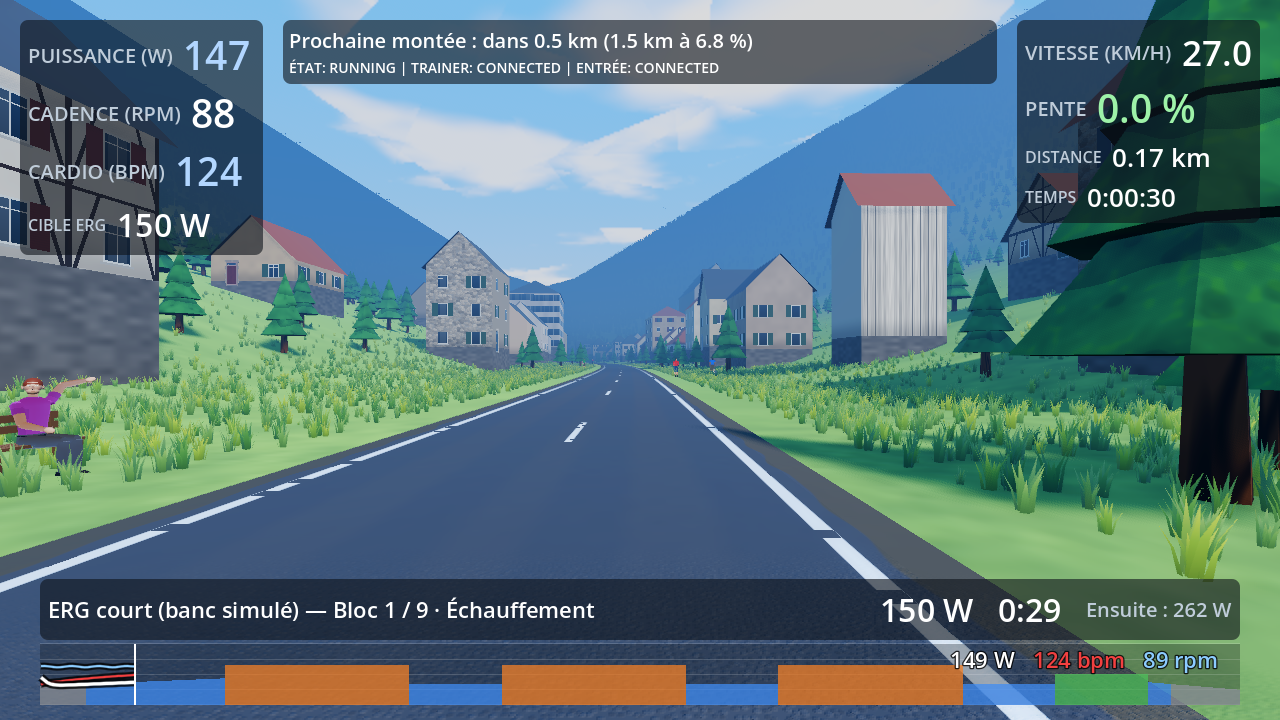 PUISSANCE (W) 147
CADENCE (RPM) 88
CARDIO (BPM) 124
CIBLE ERG 150 W
Prochaine montée : dans 0.5 km (1.5 km à 6.8 %)
ÉTAT: RUNNING | TRAINER: CONNECTED | ENTRÉE: CONNECTED
VITESSE (KM/H) 27.0
PENTE 0.0 %
DISTANCE 0.17 km
TEMPS 0:00:30
ERG court (banc simulé) — Bloc 1 / 9 · Échauffement 150 W 0:29 Ensuite : 262 W
149 W 124 bpm 89 rpm